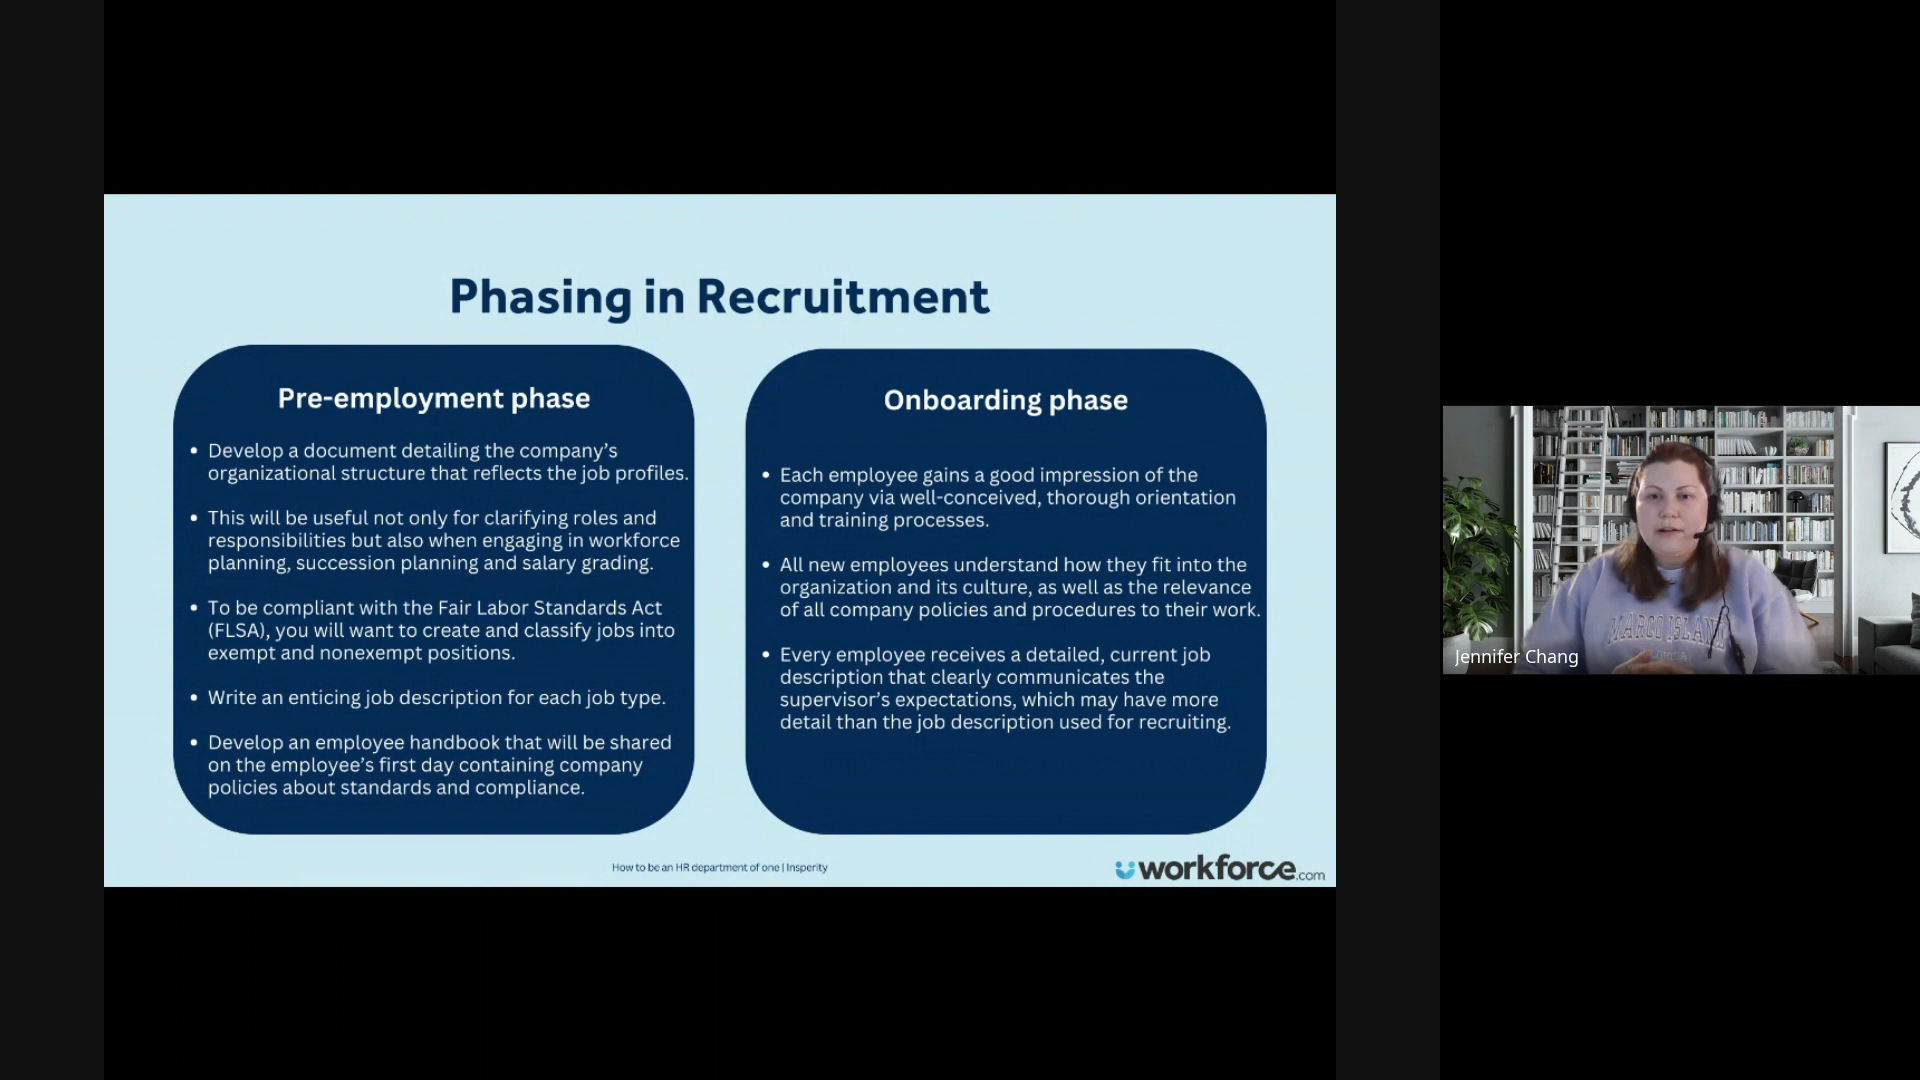 Phasing in Recruitment
Pre-employment phase
• Develop a document detailing the company's
organizational structure that reflects the job profiles.
• This will be useful not only for clarifying roles and
responsibilities but also when engaging in workforce
planning, succession planning and salary grading.
• To be compliant with the Fair Labor Standards Act
(FLSA), you will want to create and classify jobs into
exempt and nonexempt positions.
• Write an enticing job description for each job type.
• Develop an employee handbook that will be shared
on the employee's first day containing company
policies about standards and compliance.
Onboarding phase
• Each employee gains a good impression of the
company via well-conceived, thorough orientation
and training processes.
• All new employees understand how they fit into the
organization and its culture, as well as the relevance
of all company policies and procedures to their work.
• Every employee receives a detailed, current job
description that clearly communicates the
supervisor's expectations, which may have more
detail than the job description used for recruiting.
How to be an HR department of one | Insperity
workforce.com
MARCO ISLAND
Jennifer Chang